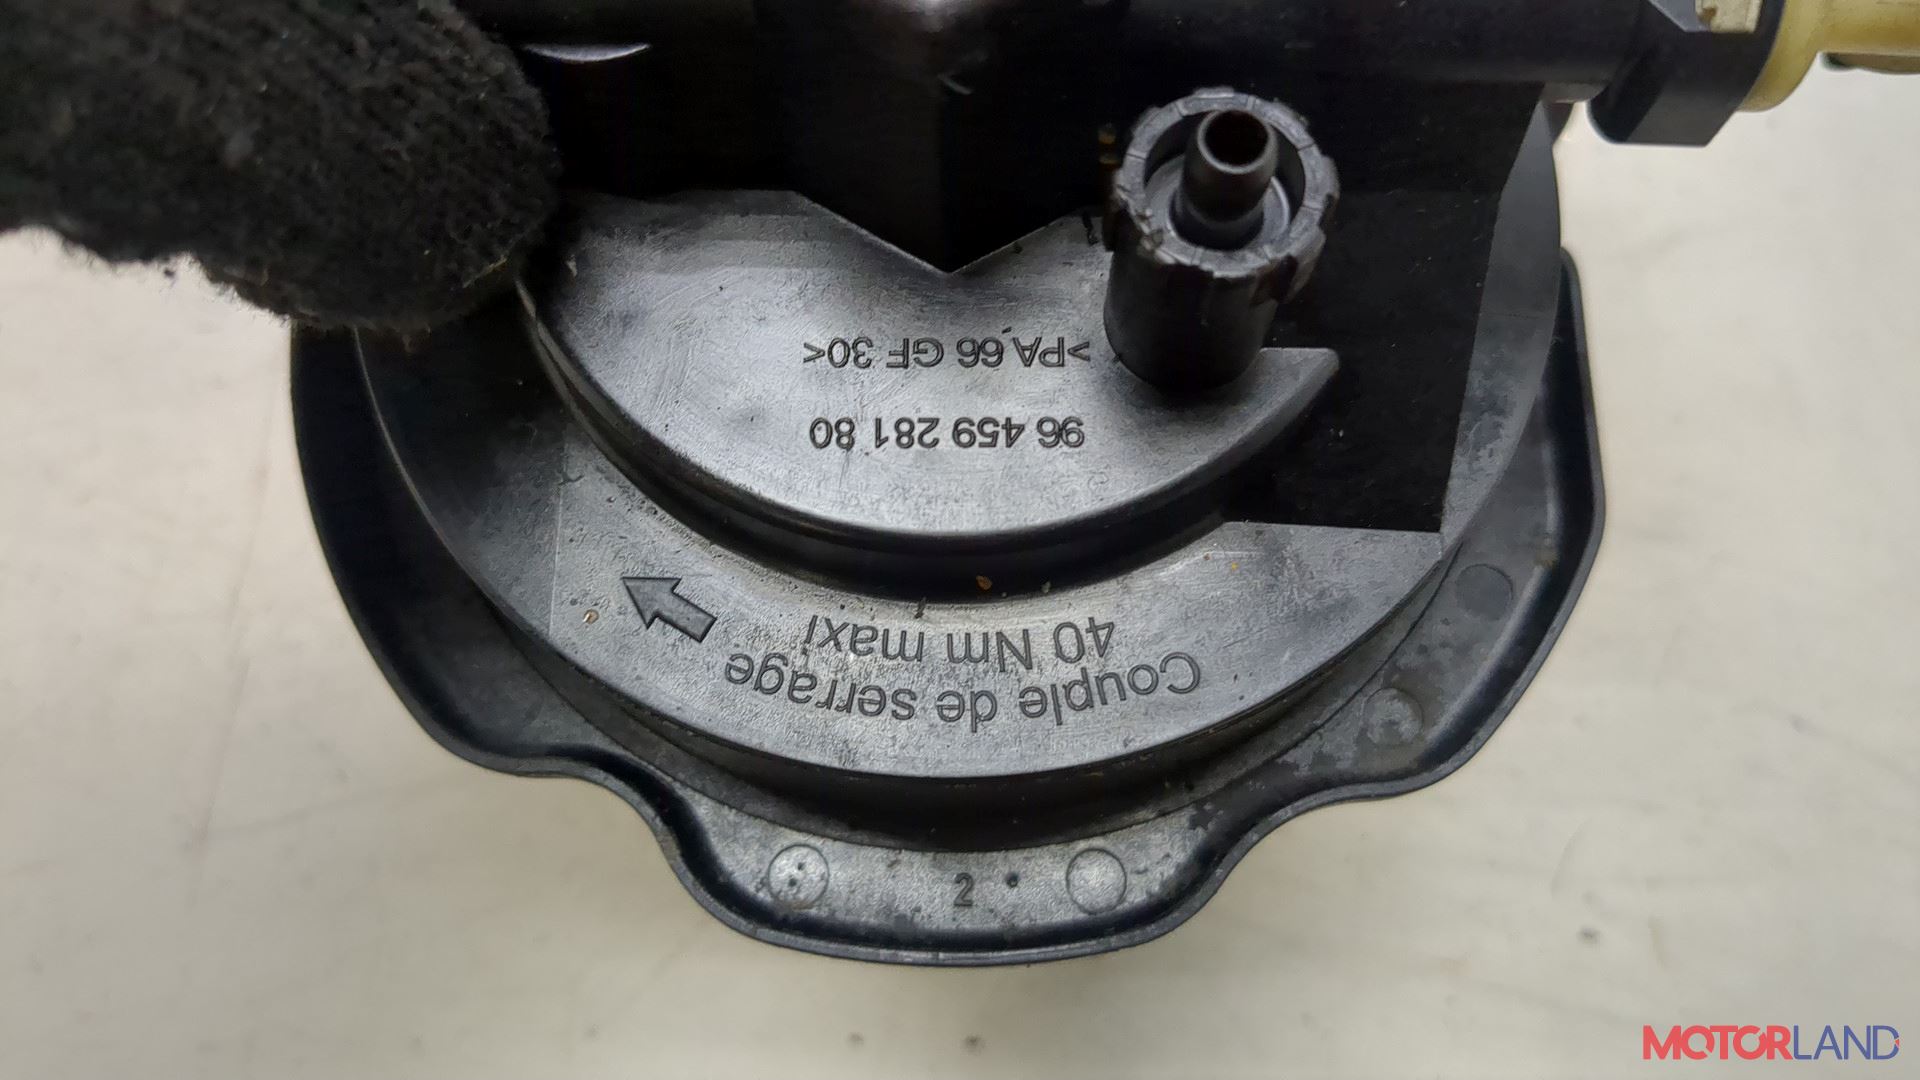 Couple de serrage
40 Nm maxi
96 459 281 80
>PA 66 GF 30<
2
MOTORLAND